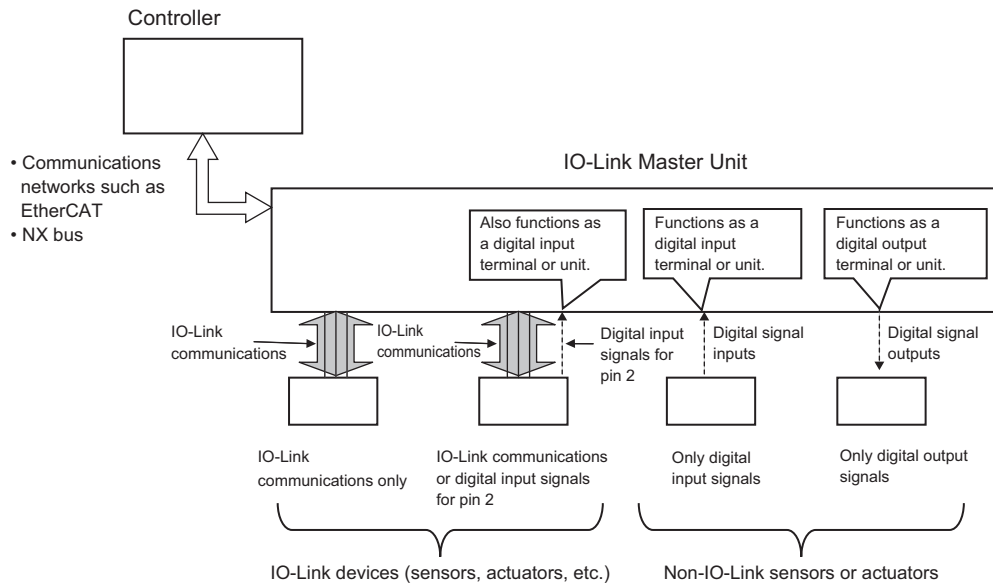 Controller
• Communications
networks such as
EtherCAT
• NX bus
IO-Link Master Unit
Also functions as
a digital input
terminal or unit.
Functions as a
digital input
terminal or unit.
Functions as a
digital output
terminal or unit.
IO-Link
communications
IO-Link
communications
Digital input
signals for
pin 2
Digital signal
inputs
Digital signal
outputs
IO-Link
communications only
IO-Link communications
or digital input signals
for pin 2
Only digital
input signals
Only digital output
signals
IO-Link devices (sensors, actuators, etc.)
Non-IO-Link sensors or actuators